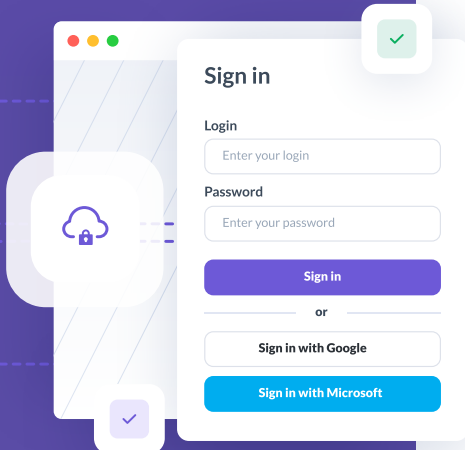 Sign in
Login
Enter your login
Password
Enter your password
Sign in
or
Sign in with Google
Sign in with Microsoft